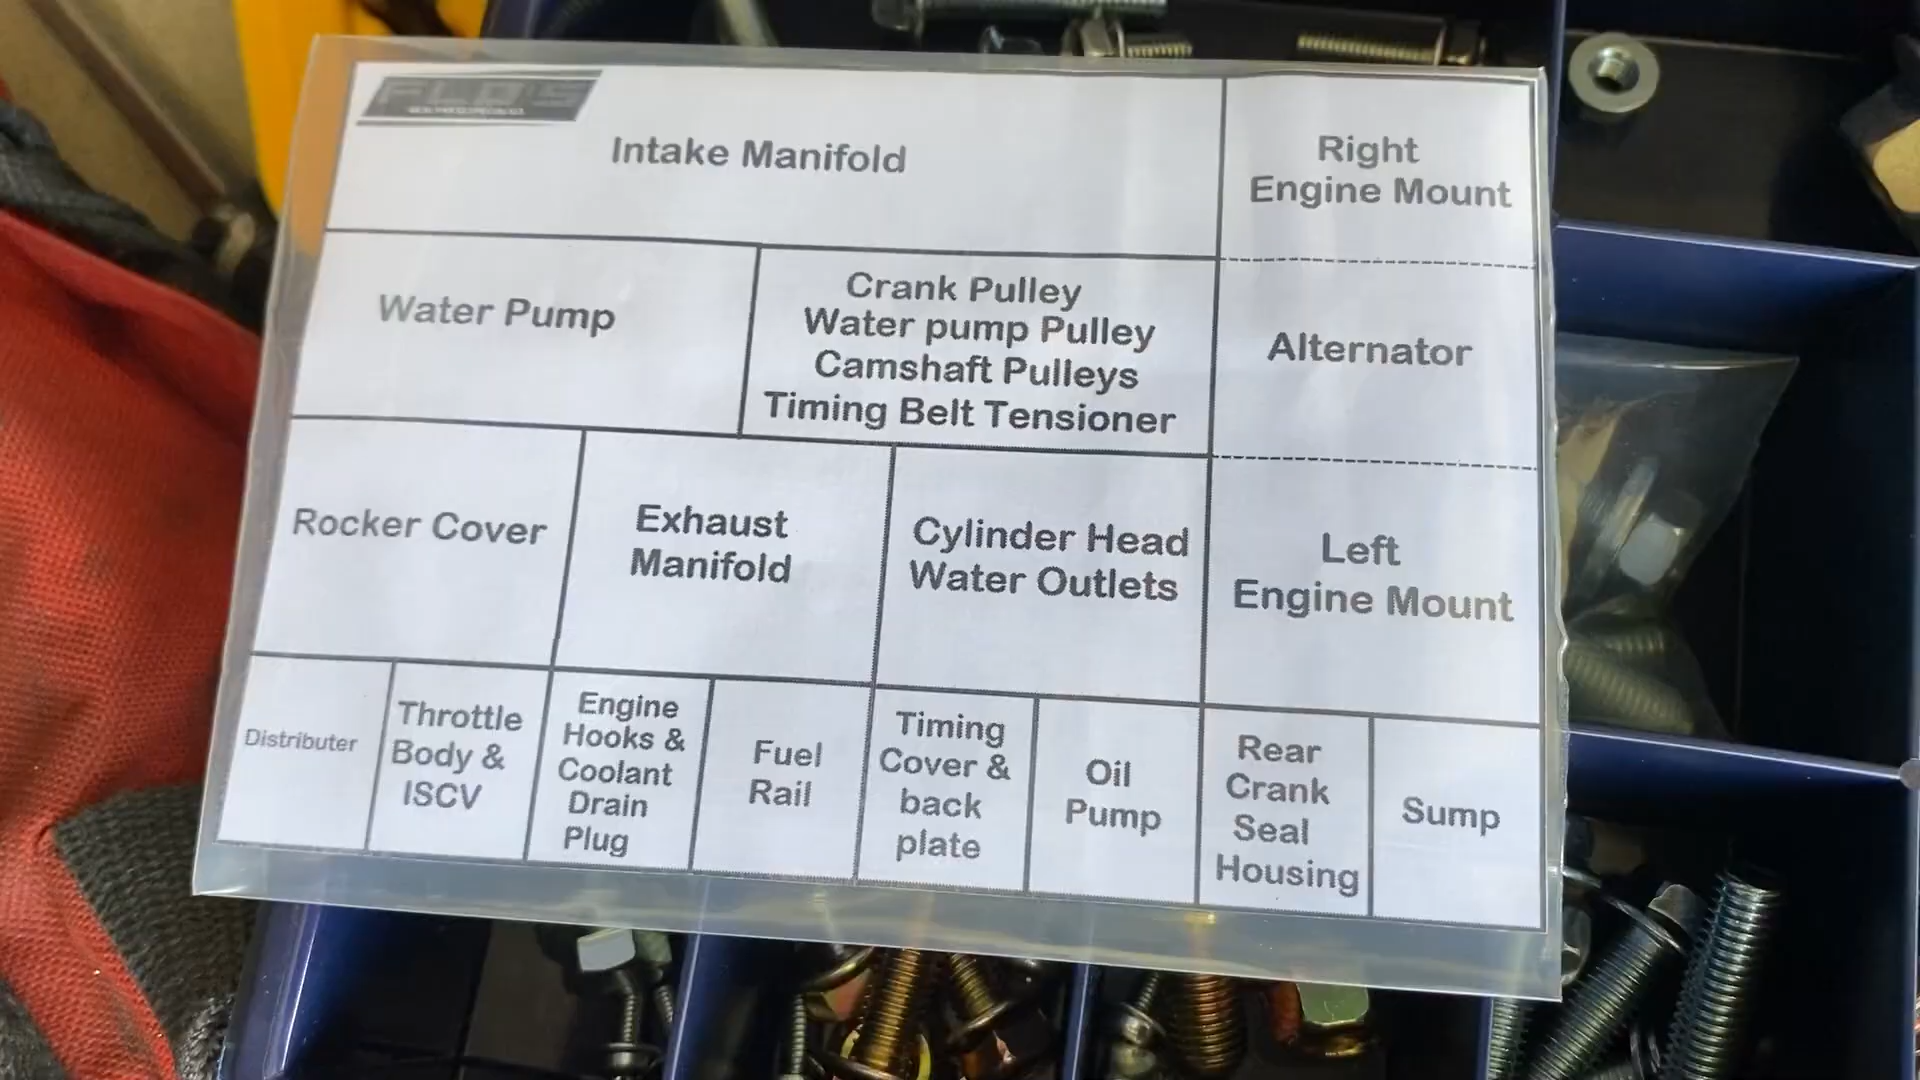 FLOS
Intake Manifold
Right
Engine Mount
Water Pump
Crank Pulley
Water pump Pulley
Camshaft Pulleys
Timing Belt Tensioner
Alternator
Rocker Cover
Exhaust
Manifold
Cylinder Head
Water Outlets
Left
Engine Mount
Distributer
Throttle
Body &
ISCV
Engine
Hooks &
Coolant
Drain
Plug
Fuel
Rail
Timing
Cover &
back
plate
Oil
Pump
Rear
Crank
Seal
Housing
Sump